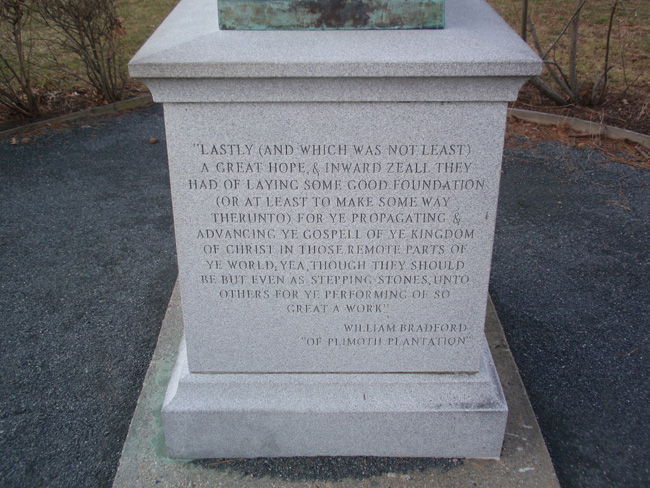 "LASTLY (AND WHICH WAS NOT LEAST)
A GREAT HOPE, & INWARD ZEALL THEY
HAD OF LAYING SOME GOOD FOUNDATION
(OR AT LEAST TO MAKE SOME WAY
THERUNTO) FOR YE PROPAGATING &
ADVANCING YE GOSPELL OF YE KINGDOM
OF CHRIST IN THOSE REMOTE PARTS OF
YE WORLD, YEA, THOUGH THEY SHOULD
BE BUT EVEN AS STEPPING STONES, UNTO
OTHERS FOR YE PERFORMING OF SO
GREAT A WORK"
WILLIAM BRADFORD
"OF PLIMOTH PLANTATION"